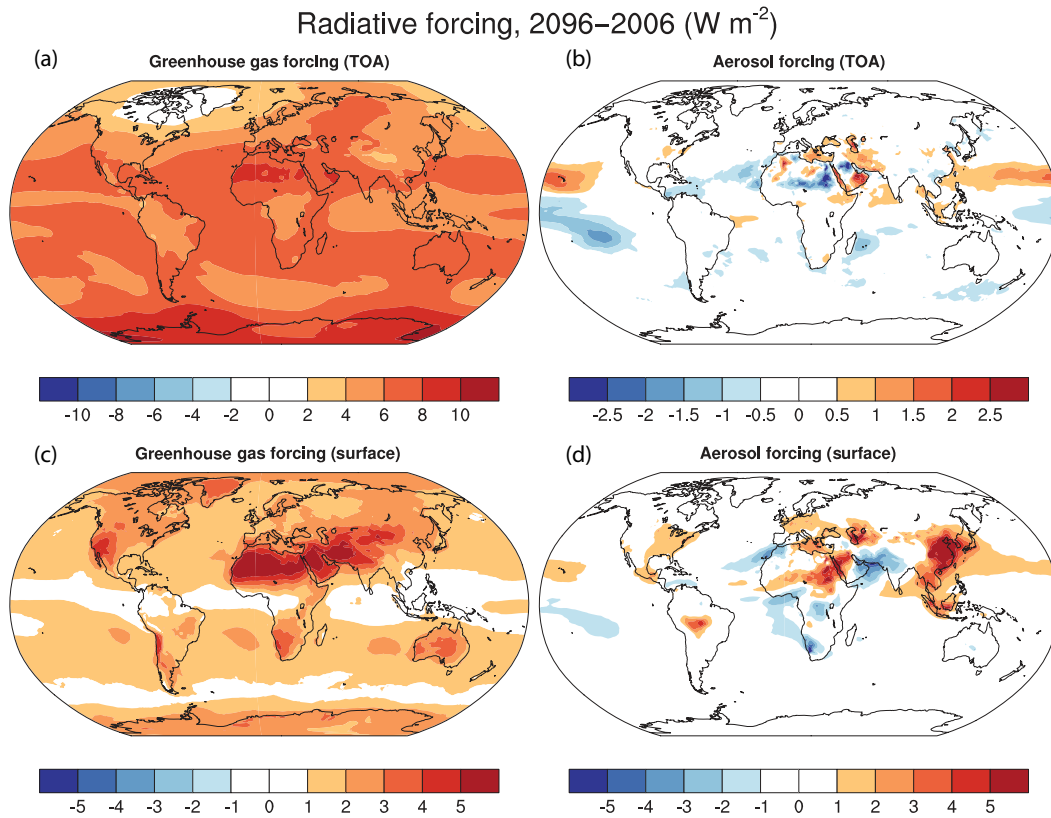 Radiative forcing, 2096−2006 (W m⁻²)
(a)
Greenhouse gas forcing (TOA)
(b)
Aerosol forcing (TOA)
-10 -8 -6 -4 -2 0 2 4 6 8 10
-2.5 -2 -1.5 -1 -0.5 0 0.5 1 1.5 2 2.5
(c)
Greenhouse gas forcing (surface)
(d)
Aerosol forcing (surface)
-5 -4 -3 -2 -1 0 1 2 3 4 5
-5 -4 -3 -2 -1 0 1 2 3 4 5